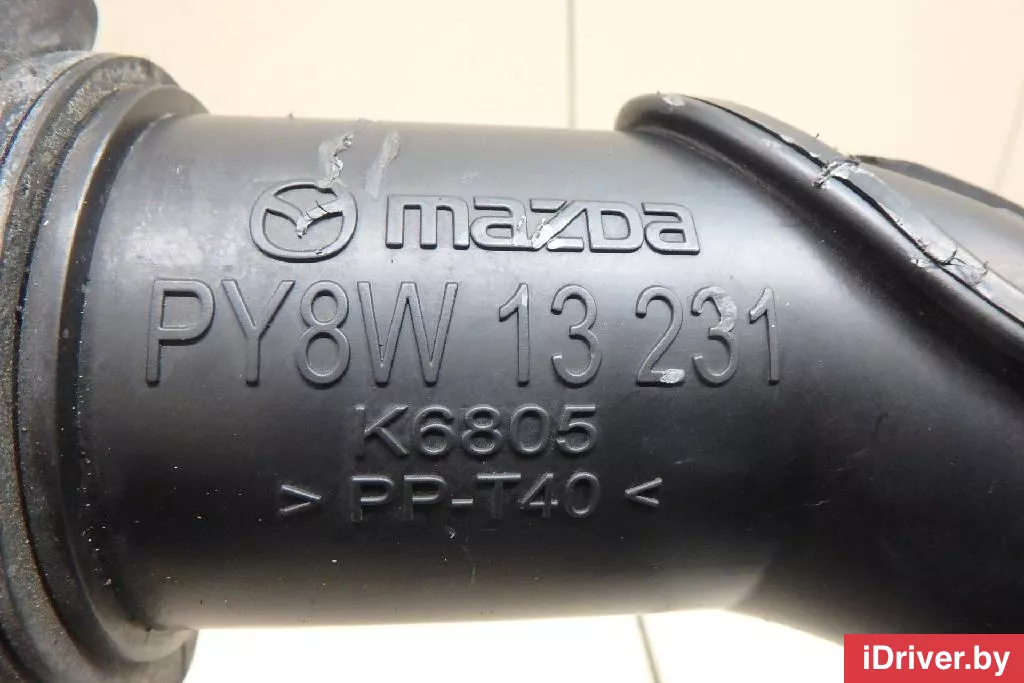 mazda
PY8W 13 231
K6805
> PP-T40 <
iDriver.by